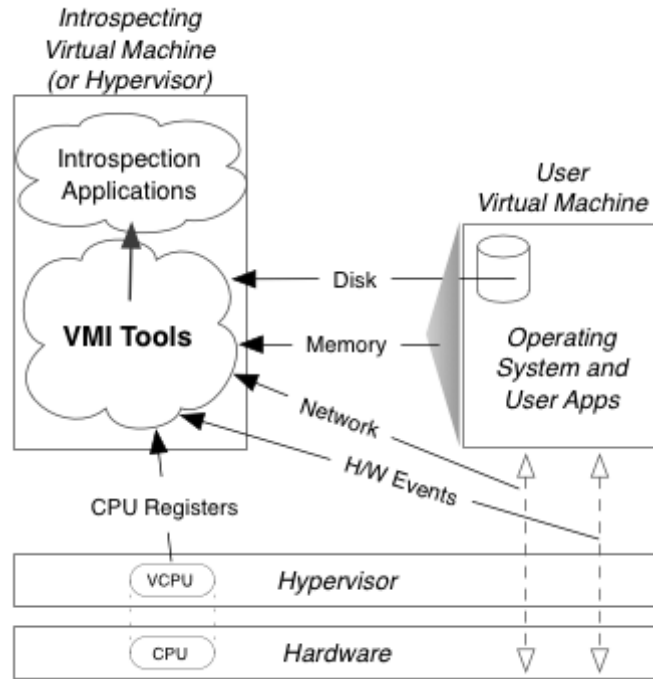 Introspecting
Virtual Machine
(or Hypervisor)
Introspection
Applications
VMI Tools
User
Virtual Machine
Disk
Memory
Network
H/W Events
Operating
System and
User Apps
CPU Registers
VCPU
Hypervisor
CPU
Hardware